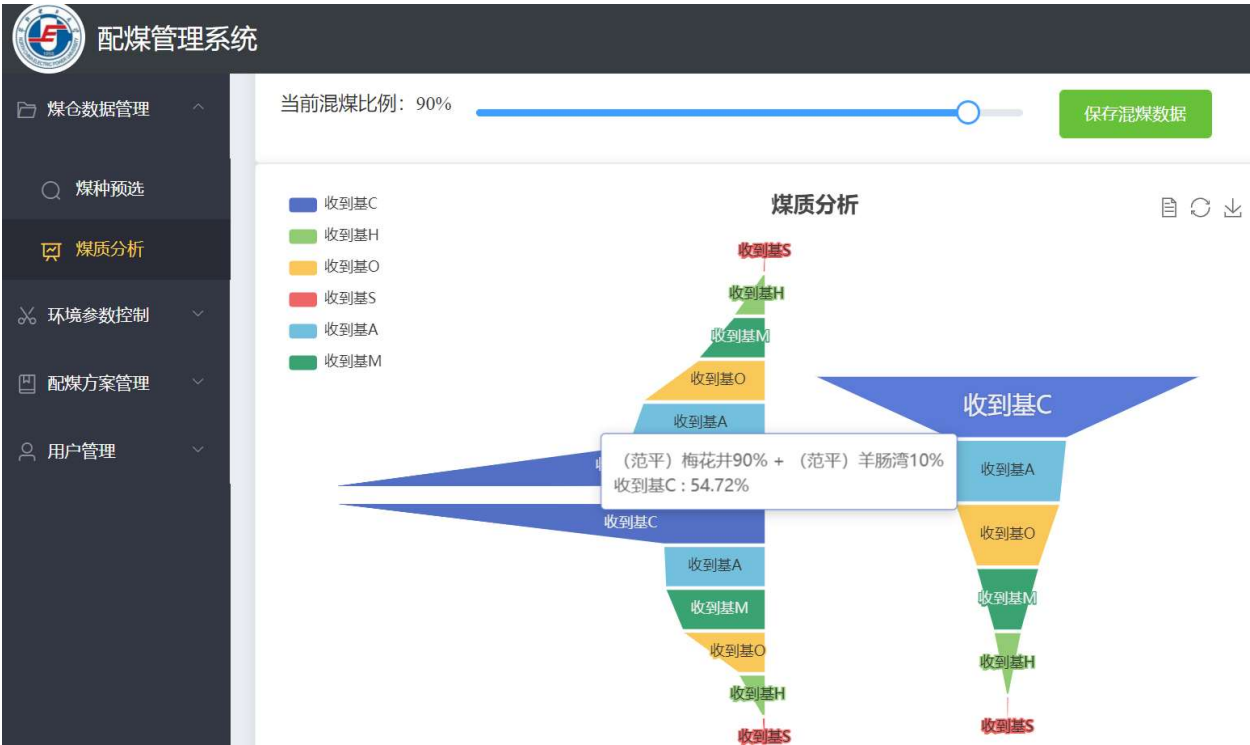 配煤管理系统
煤仓数据管理
煤种预选
煤质分析
环境参数控制
配煤方案管理
用户管理
当前混煤比例：90%
保存混煤数据
收到基C
收到基H
收到基O
收到基S
收到基A
收到基M
煤质分析
收到基S
收到基H
收到基M
收到基O
收到基A
（范平）梅花井90% + （范平）羊肠湾10%
收到基C : 54.72%
收到基C
收到基A
收到基M
收到基O
收到基H
收到基S
收到基C
收到基A
收到基O
收到基M
收到基H
收到基S